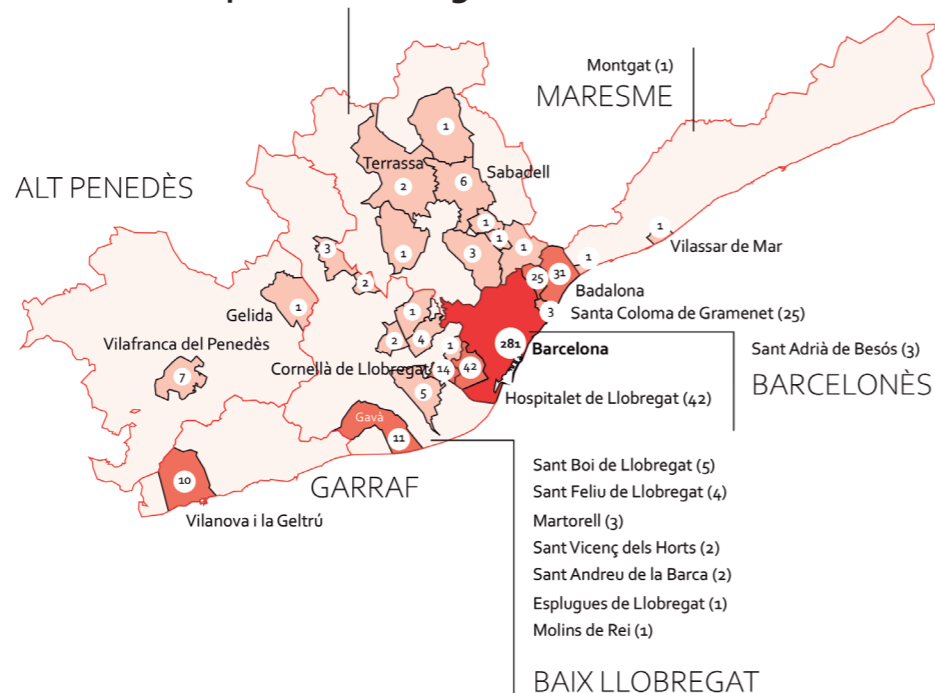 Montgat (1)
MARESME
1
Terrassa
Sabadell
2
6
ALT PENEDÈS
1
1
1
1
Vilassar de Mar
3
1
3
1
31
25
2
Badalona
1
3
Santa Coloma de Gramenet (25)
Gelida
1
Vilafranca del Penedès
2
4
1
281
Barcelona
Sant Adrià de Besós (3)
Cornellà de Llobregat
14
42
BARCELONÈS
7
5
Hospitalet de Llobregat (42)
Gavà
11
10
GARRAF
Vilanova i la Geltrú
Sant Boi de Llobregat (5)
Sant Feliu de Llobregat (4)
Martorell (3)
Sant Vicenç dels Horts (2)
Sant Andreu de la Barca (2)
Esplugues de Llobregat (1)
Molins de Rei (1)
BAIX LLOBREGAT